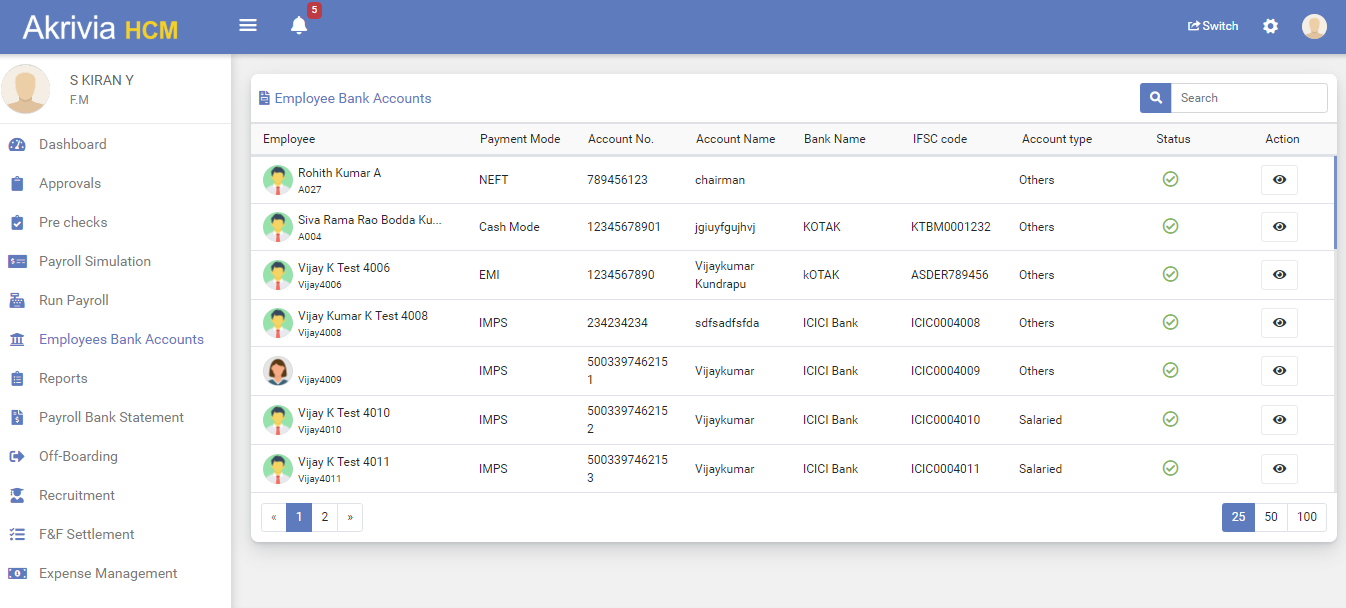 Akrivia HCM
5
Switch
S KIRAN Y
F.M
Dashboard
Approvals
Pre checks
Payroll Simulation
Run Payroll
Employees Bank Accounts
Reports
Payroll Bank Statement
Off-Boarding
Recruitment
F&F Settlement
Expense Management
Employee Bank Accounts
Search
Employee Payment Mode Account No. Account Name Bank Name IFSC code Account type Status Action
Rohith Kumar A
A027
NEFT 789456123 chairman Others
Siva Rama Rao Bodda Ku...
A004
Cash Mode 12345678901 jgiuyfgujhvj KOTAK KTBM0001232 Others
Vijay K Test 4006
Vijay4006
EMI 1234567890 Vijaykumar
Kundrapu
kOTAK ASDER789456 Others
Vijay Kumar K Test 4008
Vijay4008
IMPS 234234234 sdfsadfsfda ICICI Bank ICIC0004008 Others
Vijay4009
IMPS 500339746215
1
Vijaykumar ICICI Bank ICIC0004009 Others
Vijay K Test 4010
Vijay4010
IMPS 500339746215
2
Vijaykumar ICICI Bank ICIC0004010 Salaried
Vijay K Test 4011
Vijay4011
IMPS 500339746215
3
Vijaykumar ICICI Bank ICIC0004011 Salaried
« 1 2 »
25 50 100